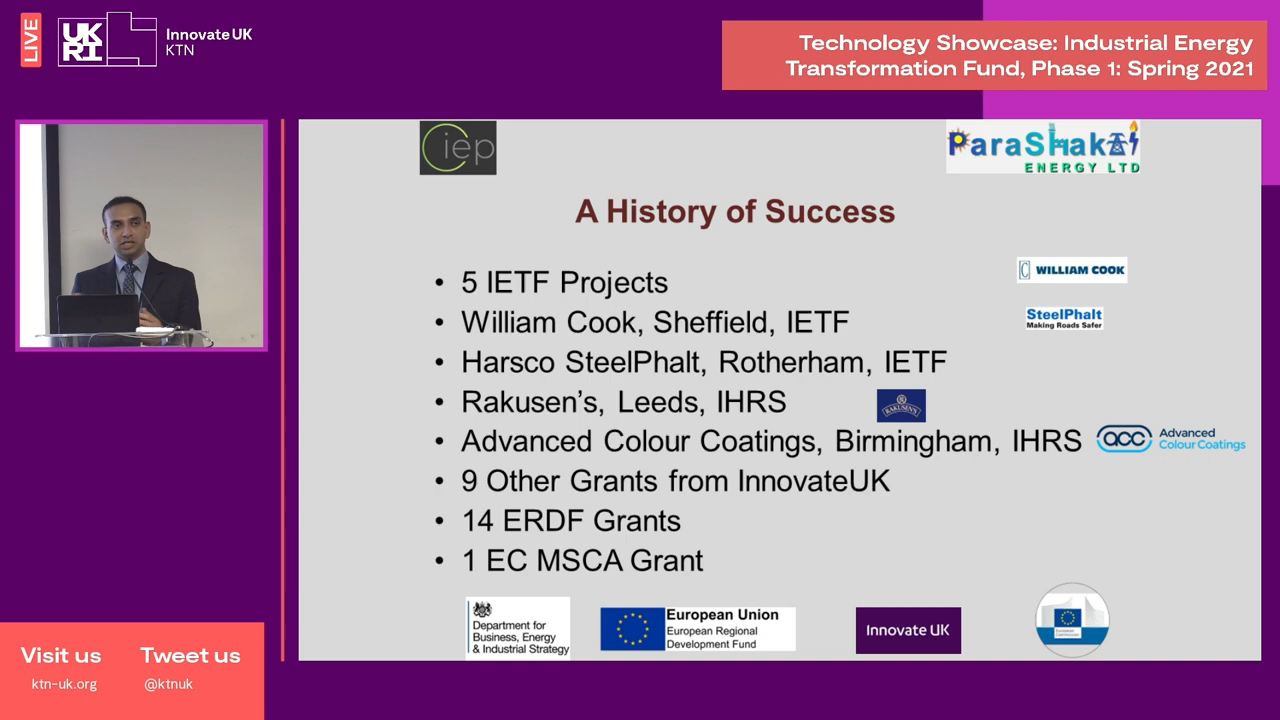 LIVE
UK
RI
Innovate UK
KTN
Technology Showcase: Industrial Energy
Transformation Fund, Phase 1: Spring 2021
Ciep
ParaShakti
ENERGY LTD
A History of Success
• 5 IETF Projects
WILLIAM COOK
• William Cook, Sheffield, IETF
SteelPhalt
Making Roads Safer
• Harsco SteelPhalt, Rotherham, IETF
• Rakusen’s, Leeds, IHRS
RAKUSEN'S
• Advanced Colour Coatings, Birmingham, IHRS
acc Advanced
Colour Coatings
• 9 Other Grants from InnovateUK
• 14 ERDF Grants
• 1 EC MSCA Grant
Department for
Business, Energy
& Industrial Strategy
European Union
European Regional
Development Fund
Innovate UK
Visit us
ktn-uk.org
Tweet us
@ktnuk